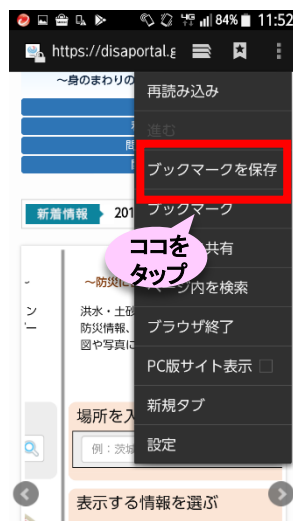 84% 11:52
https://disaportal.g
～身のまわりの
再読み込み
進む
ブックマークを保存
新着情報 201
ブックマーク
共有
ココを
タップ
ページ内を検索
～防災に
洪水・土砂
防災情報、
図や写真に
ン
ー
ブラウザ終了
PC版サイト表示
新規タブ
場所を入
例：茨城
設定
表示する情報を選ぶ